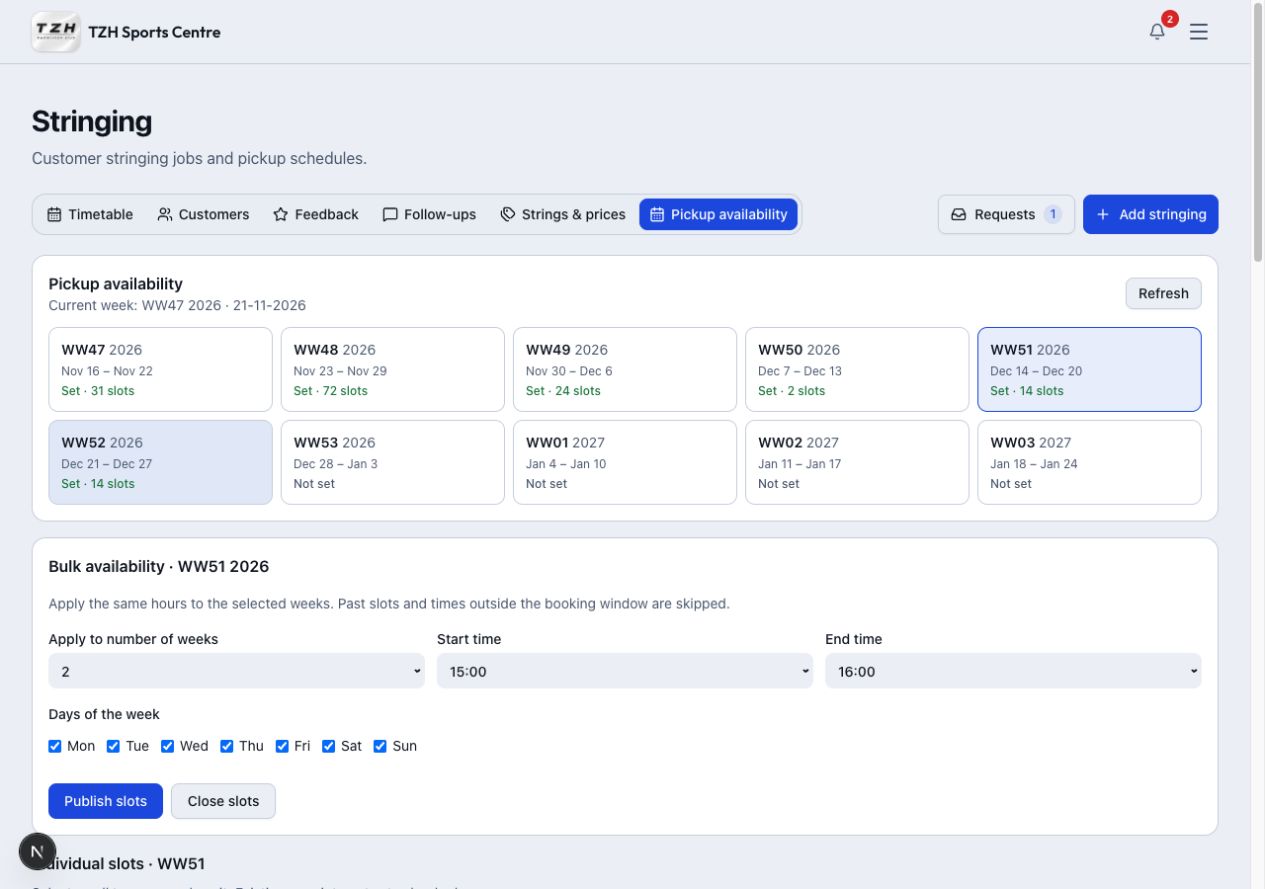 TZH
TZH Sports Centre
2
Stringing
Customer stringing jobs and pickup schedules.
Timetable Customers Feedback Follow-ups Strings & prices Pickup availability Requests 1 + Add stringing
Pickup availability
Current week: WW47 2026 · 21-11-2026
Refresh
WW47 2026 WW48 2026 WW49 2026 WW50 2026 WW51 2026
Nov 16 – Nov 22 Nov 23 – Nov 29 Nov 30 – Dec 6 Dec 7 – Dec 13 Dec 14 – Dec 20
Set · 31 slots Set · 72 slots Set · 24 slots Set · 2 slots Set · 14 slots
WW52 2026 WW53 2026 WW01 2027 WW02 2027 WW03 2027
Dec 21 – Dec 27 Dec 28 – Jan 3 Jan 4 – Jan 10 Jan 11 – Jan 17 Jan 18 – Jan 24
Set · 14 slots Not set Not set Not set Not set
Bulk availability · WW51 2026
Apply the same hours to the selected weeks. Past slots and times outside the booking window are skipped.
Apply to number of weeks Start time End time
2 15:00 16:00
Days of the week
Mon Tue Wed Thu Fri Sat Sun
Publish slots Close slots
N
dividual slots · WW51